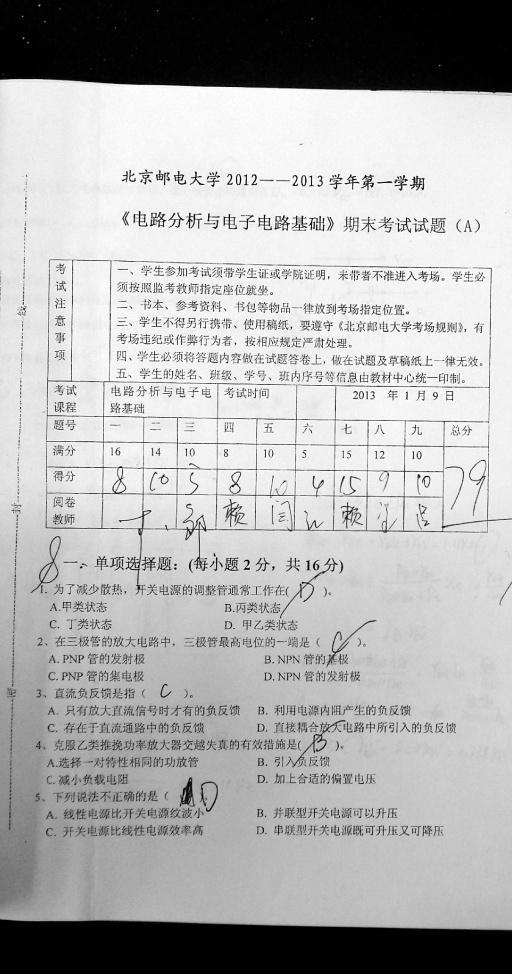 北京邮电大学 2012——2013 学年第一学期
《电路分析与电子电路基础》期末考试试题（A）
考试注意事项
一、学生参加考试须带学生证或学院证明，未带者不准进入考场。学生必
须按照监考教师指定座位就坐。
二、书本、参考资料、书包等物品一律放到考场指定位置。
三、学生不得另行携带、使用稿纸，要遵守《北京邮电大学考场规则》，有
考场违纪或作弊行为者，按相应规定严肃处理。
四、学生必须将答题内容做在试题答卷上，做在试题及草稿纸上一律无效。
五、学生的姓名、班级、学号、班内序号等信息由教材中心统一印制。
考试课程 电路分析与电子电路基础 考试时间 2013 年 1 月 9 日
题号 一 二 三 四 五 六 七 八 九 总分
满分 16 14 10 8 10 5 15 12 10
得分 8 10 5 8 10 4 15 9 10 79
阅卷教师 赖 闫 赖 吕
8
一、单项选择题：(每小题 2 分，共 16 分)
1. 为了减少散热，开关电源的调整管通常工作在( D )。
A.甲类状态 B.丙类状态
C. 丁类状态 D. 甲乙类状态
2、在三极管的放大电路中，三极管最高电位的一端是（ C ）。
A. PNP 管的发射极 B. NPN 管的基极
C. PNP 管的集电极 D. NPN 管的发射极
3、直流负反馈是指（ C ）。
A. 只有放大直流信号时才有的负反馈 B. 利用电源内阻产生的负反馈
C. 存在于直流通路中的负反馈 D. 直接耦合放大电路中所引入的负反馈
4、克服乙类推挽功率放大器交越失真的有效措施是( B )。
A.选择一对特性相同的功放管 B. 引入负反馈
C.减小负载电阻 D. 加上合适的偏置电压
5、下列说法不正确的是（ D
A. 线性电源比开关电源纹波小 B. 并联型开关电源可以升压
C. 开关电源比线性电源效率高 D. 串联型开关电源既可升压又可降压